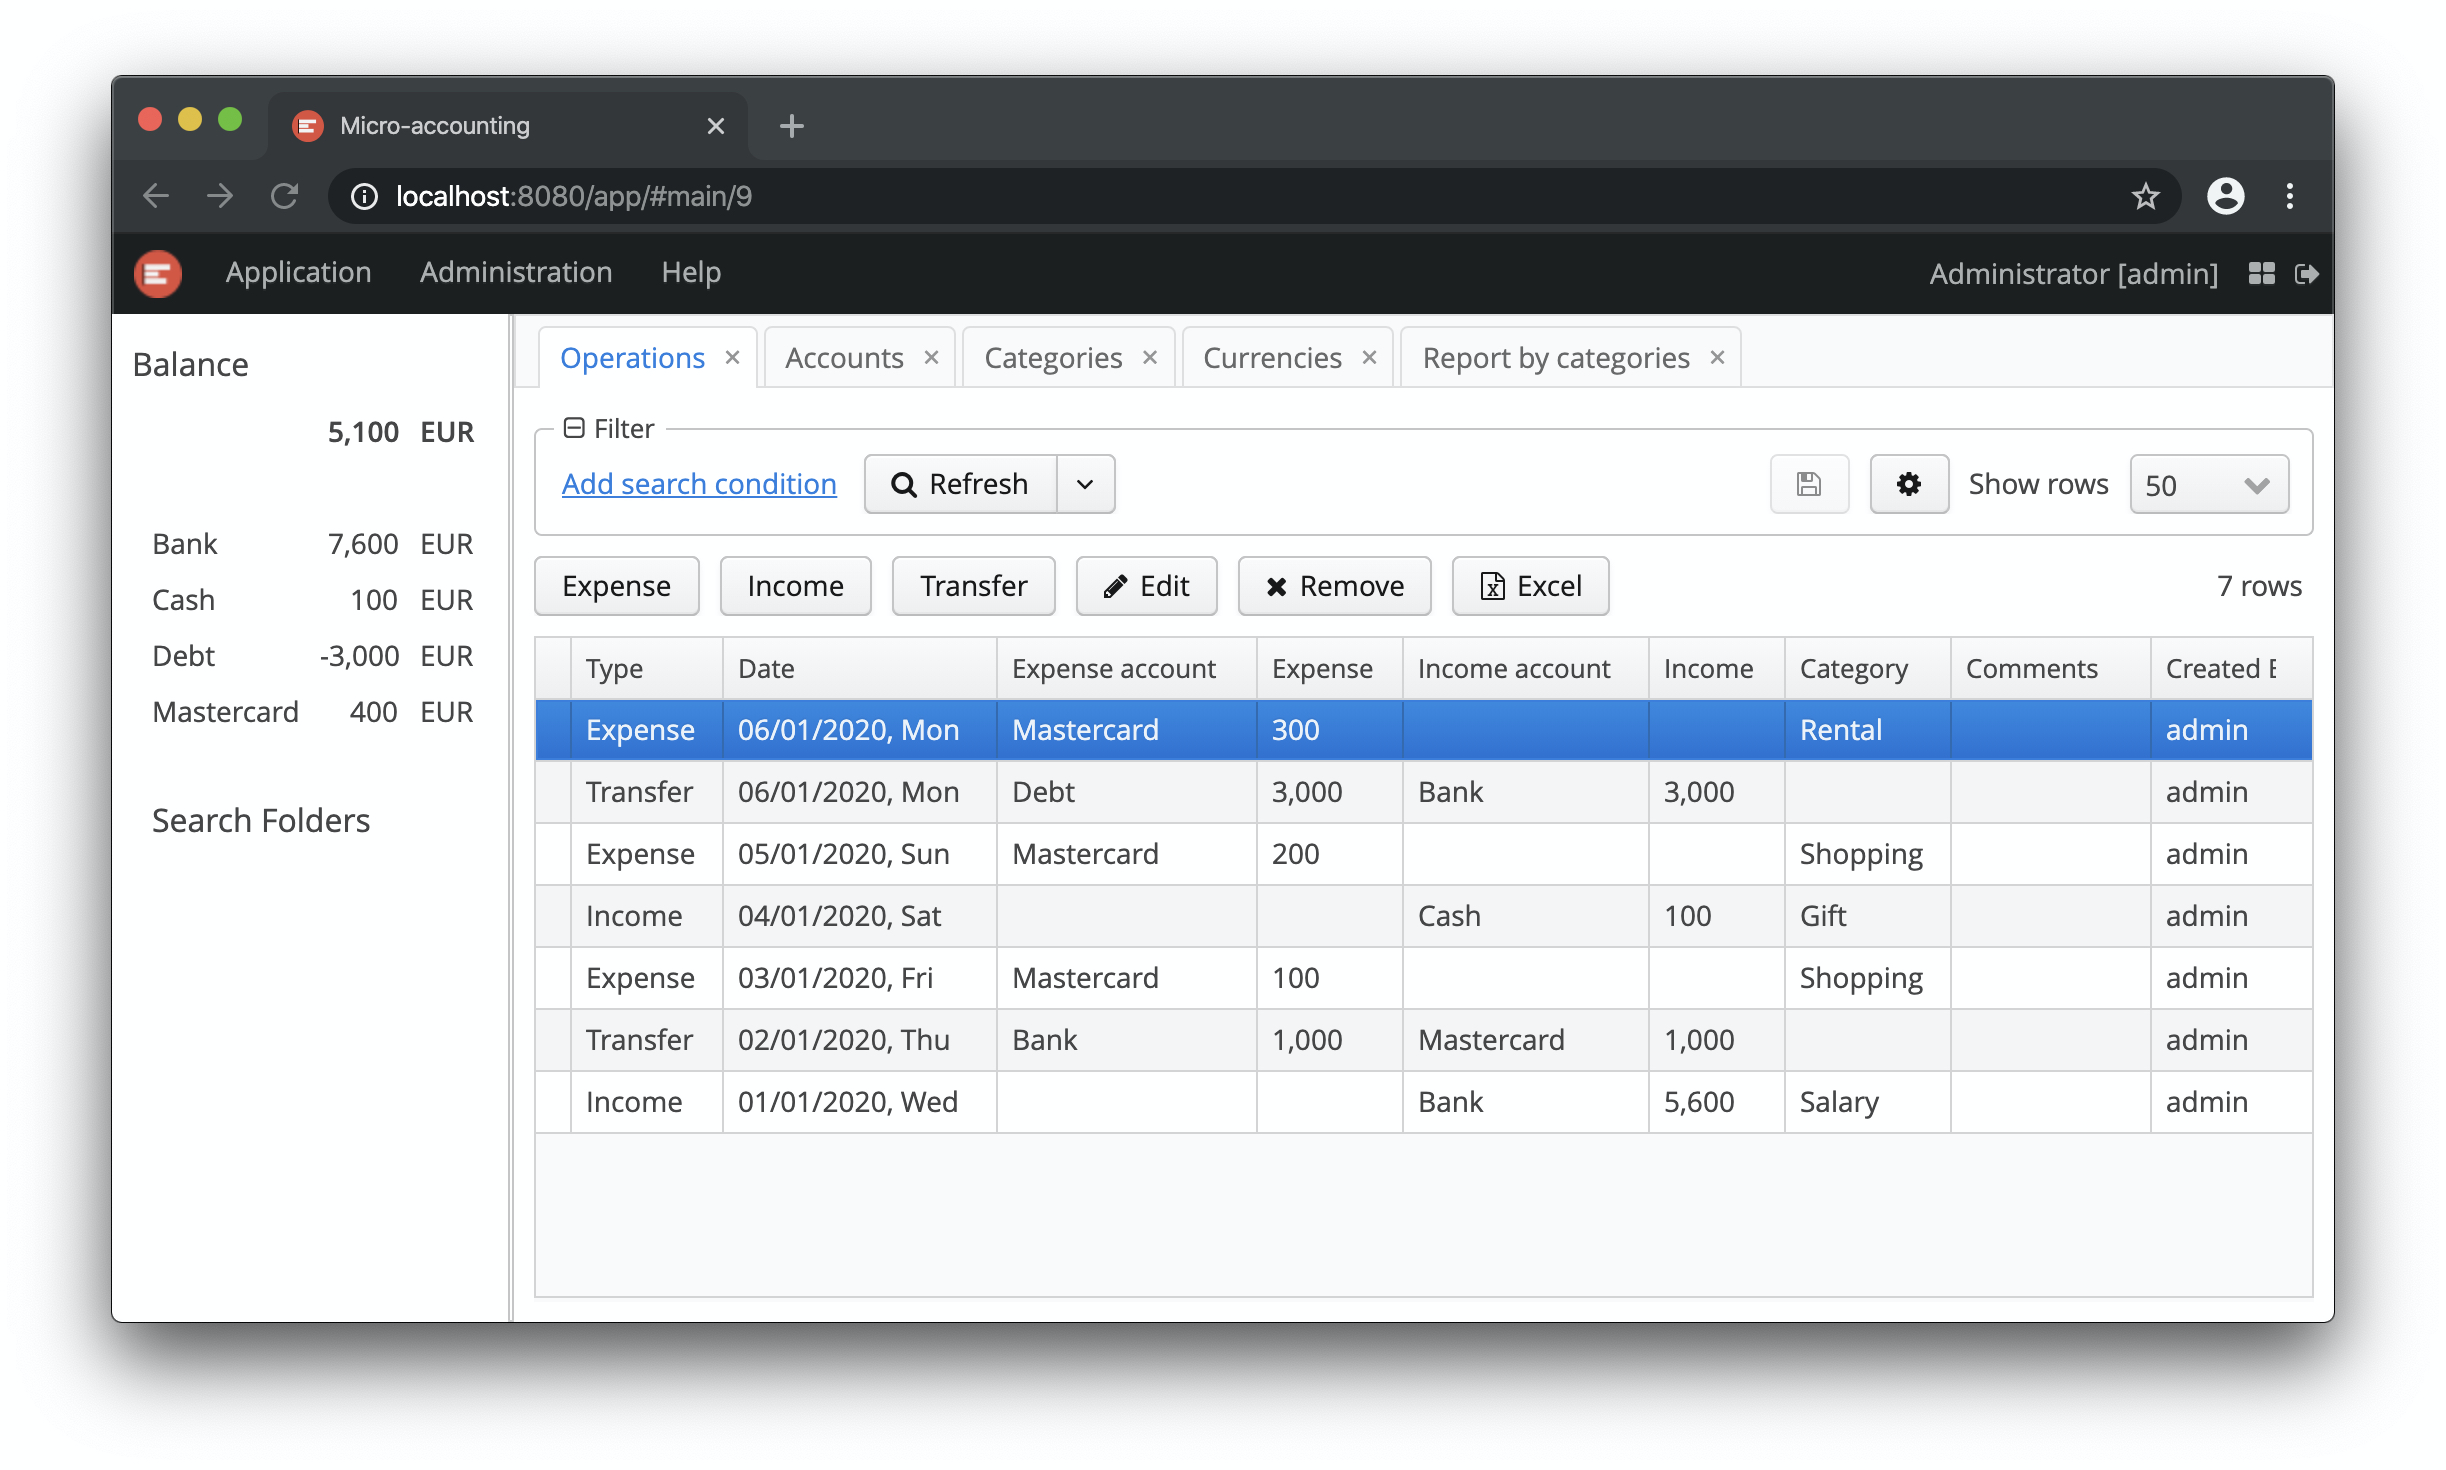 Micro-accounting
localhost:8080/app/#main/9
Application Administration Help Administrator [admin]
Balance
5,100 EUR
Bank 7,600 EUR
Cash 100 EUR
Debt -3,000 EUR
Mastercard 400 EUR
Search Folders
Operations Accounts Categories Currencies Report by categories
Filter
Add search condition Refresh Show rows 50
Expense Income Transfer Edit Remove Excel 7 rows
Type Date Expense account Expense Income account Income Category Comments Created
Expense 06/01/2020, Mon Mastercard 300 Rental admin
Transfer 06/01/2020, Mon Debt 3,000 Bank 3,000 admin
Expense 05/01/2020, Sun Mastercard 200 Shopping admin
Income 04/01/2020, Sat Cash 100 Gift admin
Expense 03/01/2020, Fri Mastercard 100 Shopping admin
Transfer 02/01/2020, Thu Bank 1,000 Mastercard 1,000 admin
Income 01/01/2020, Wed Bank 5,600 Salary admin